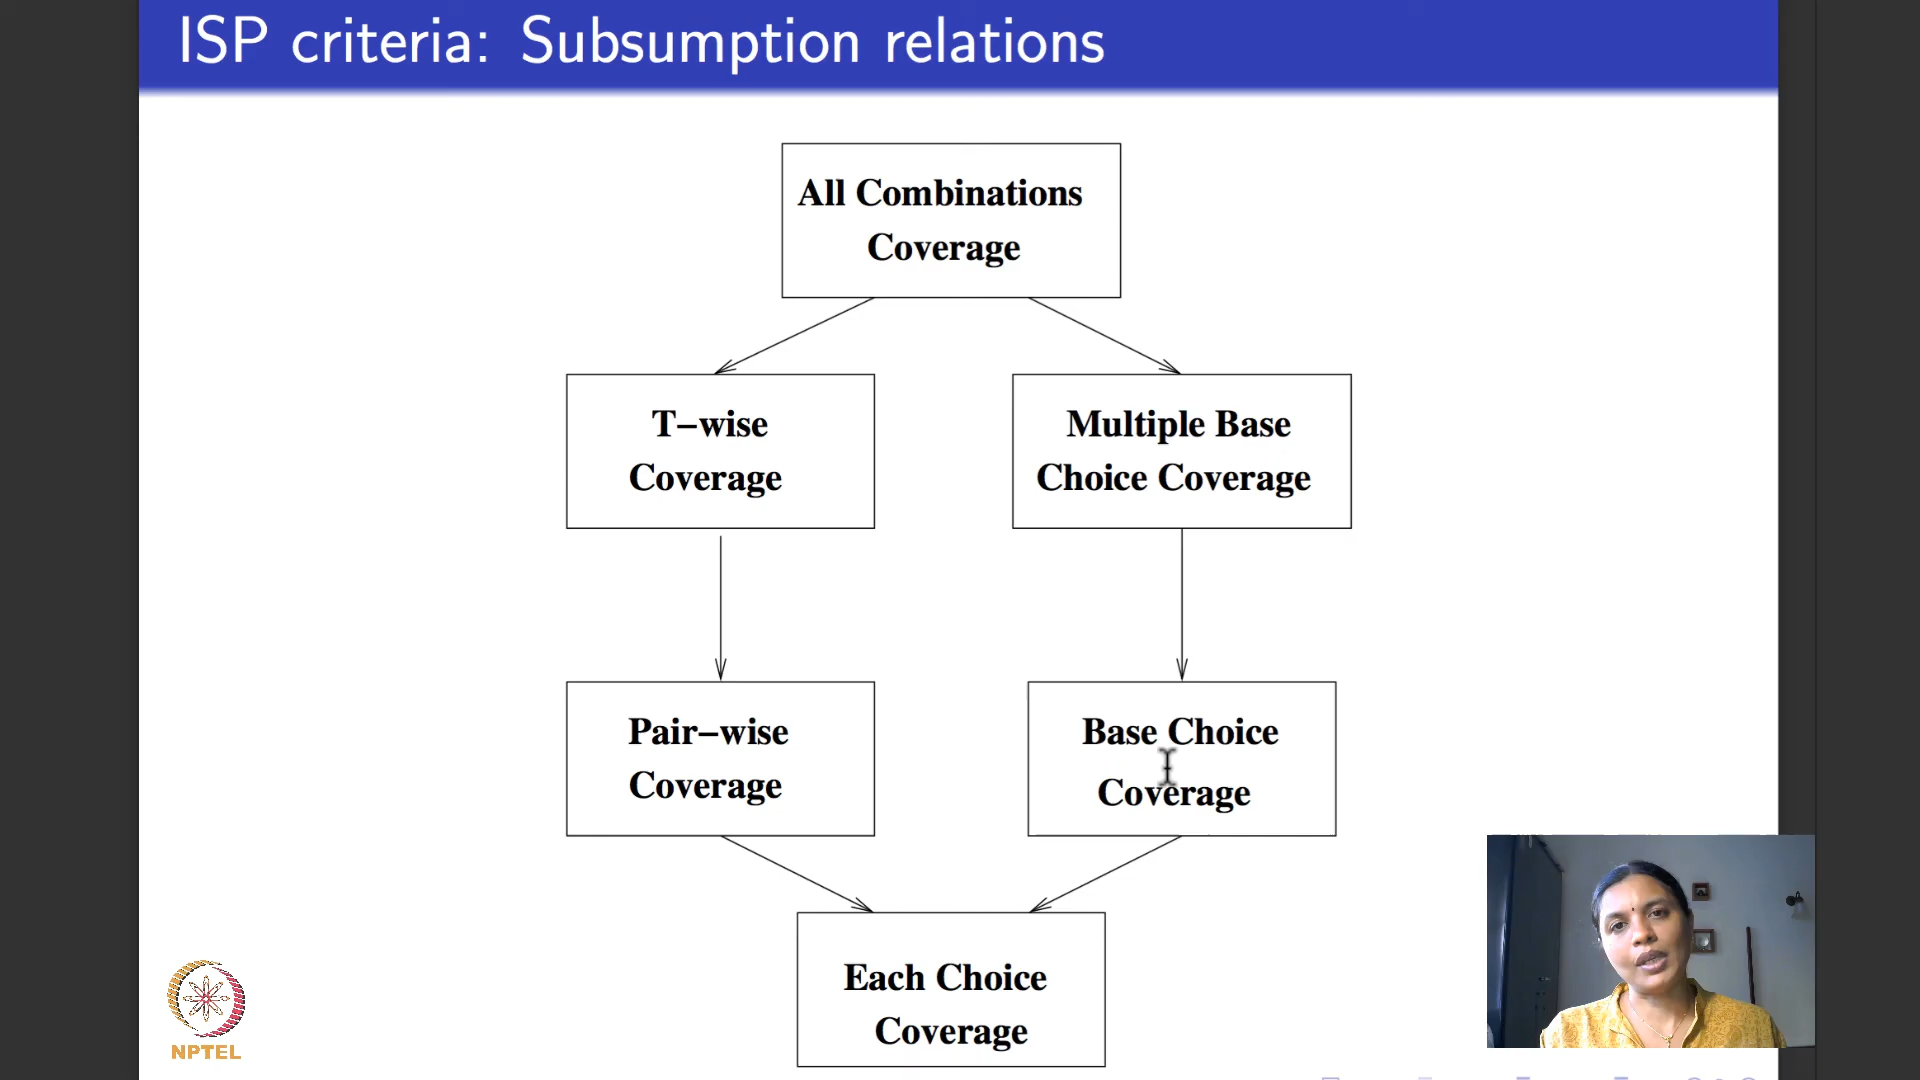 ISP criteria: Subsumption relations
All Combinations
Coverage
T–wise
Coverage
Multiple Base
Choice Coverage
Pair–wise
Coverage
Base Choice
Coverage
Each Choice
Coverage
NPTEL